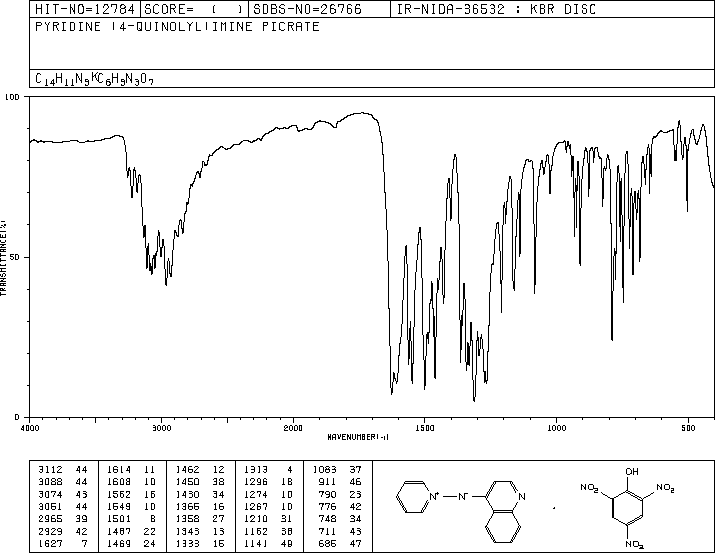 HIT-NO=12784 SCORE= ( ) SDBS-NO=26766 IR-NIDA-36532 : KBR DISC
PYRIDINE (4-QUINOLYL)IMINE PICRATE
C14H11N9KC6H9N3O7
100
50
0
TRANSMITTANCE(%)
4000 3000 2000 1500 1000 500
WAVENUMBER(-1)
3112 44 1614 11 1462 12 1313 4 1083 37
3088 44 1608 10 1450 38 1296 18 911 46
3074 43 1562 16 1430 34 1274 10 790 23
3051 44 1549 10 1366 16 1267 10 776 42
2965 39 1501 8 1358 27 1210 31 748 34
2929 42 1487 22 1343 13 1162 38 711 43
1627 7 1469 24 1333 15 1141 49 686 47
N+ N- N
OH
NO2 NO2
NO2